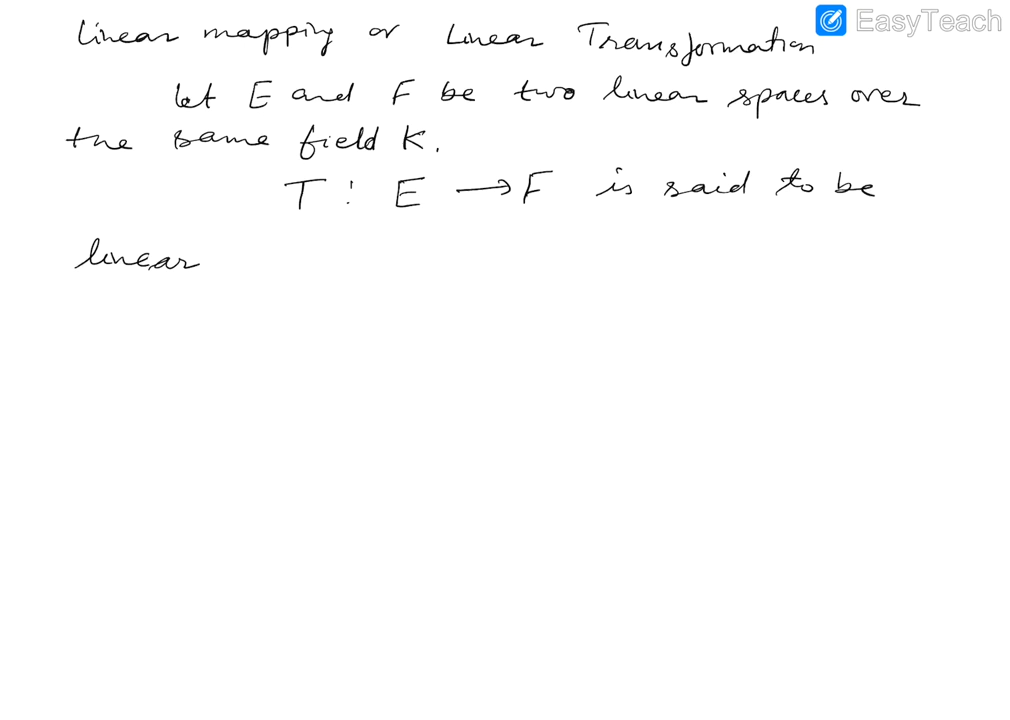 Linear mapping or Linear Transformation
EasyTeach
Let E and F be two linear spaces over
the same field K.
T : E → F is said to be
linear